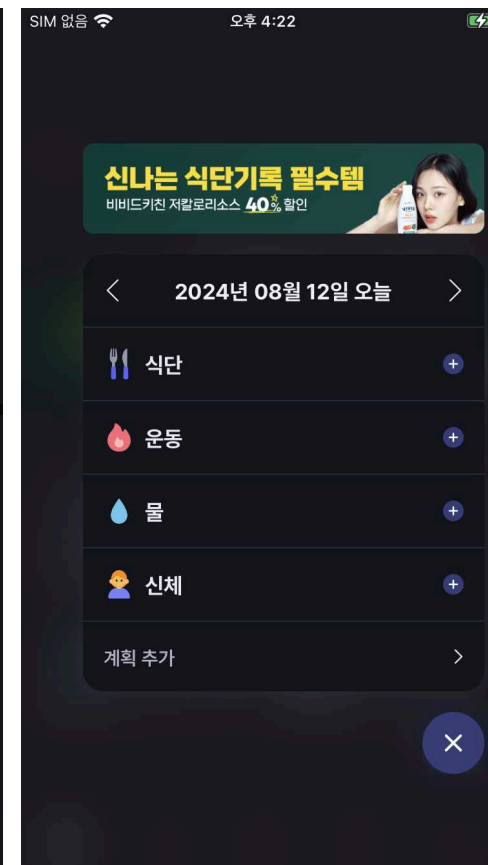 SIM 없음 오후 4:22
신나는 식단기록 필수템
비비드키친 저칼로리소스 40% 할인
2024년 08월 12일 오늘
식단
운동
물
신체
계획 추가